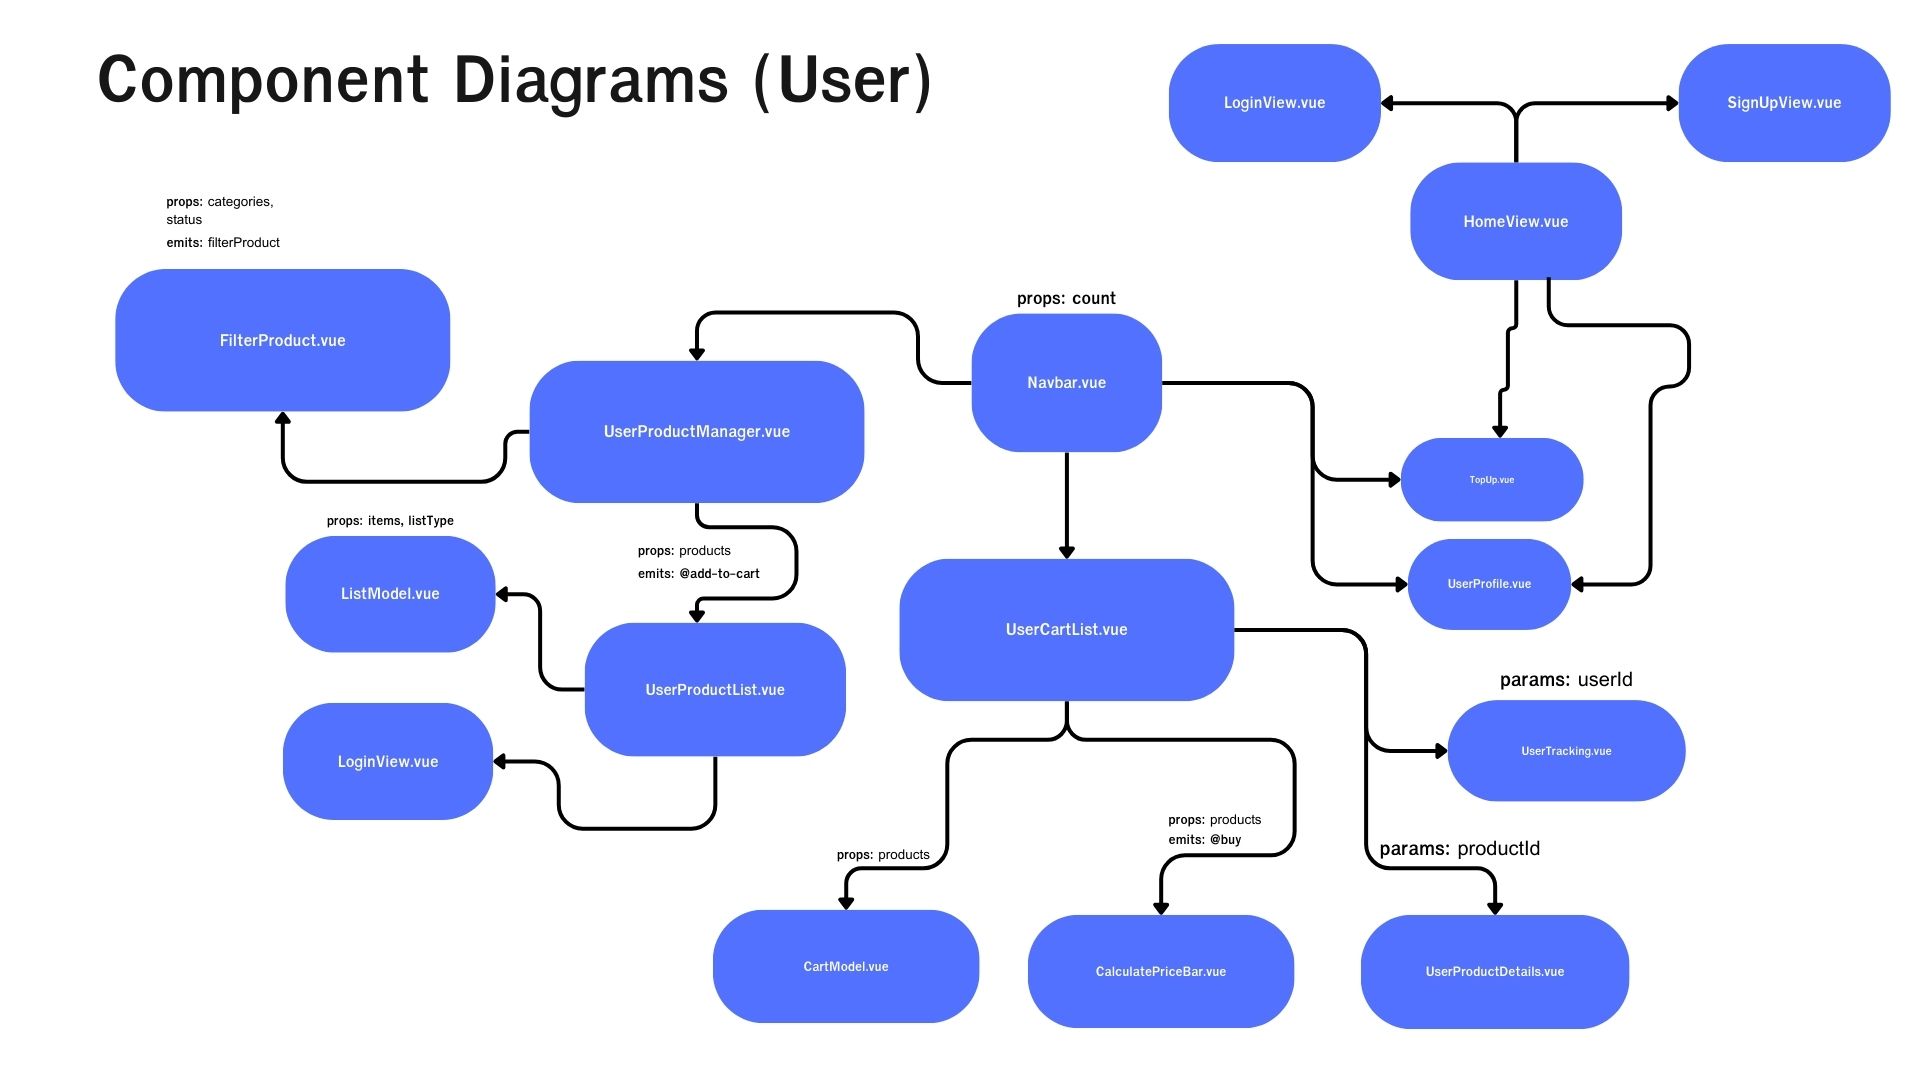 Component Diagrams (User)
LoginView.vue
SignUpView.vue
HomeView.vue
props: categories,
status
emits: filterProduct
FilterProduct.vue
props: count
Navbar.vue
UserProductManager.vue
TopUp.vue
props: items, listType
ListModel.vue
props: products
emits: @add-to-cart
UserProfile.vue
UserCartList.vue
UserProductList.vue
params: userId
UserTracking.vue
LoginView.vue
props: products
emits: @buy
props: products
params: productId
CartModel.vue
CalculatePriceBar.vue
UserProductDetails.vue